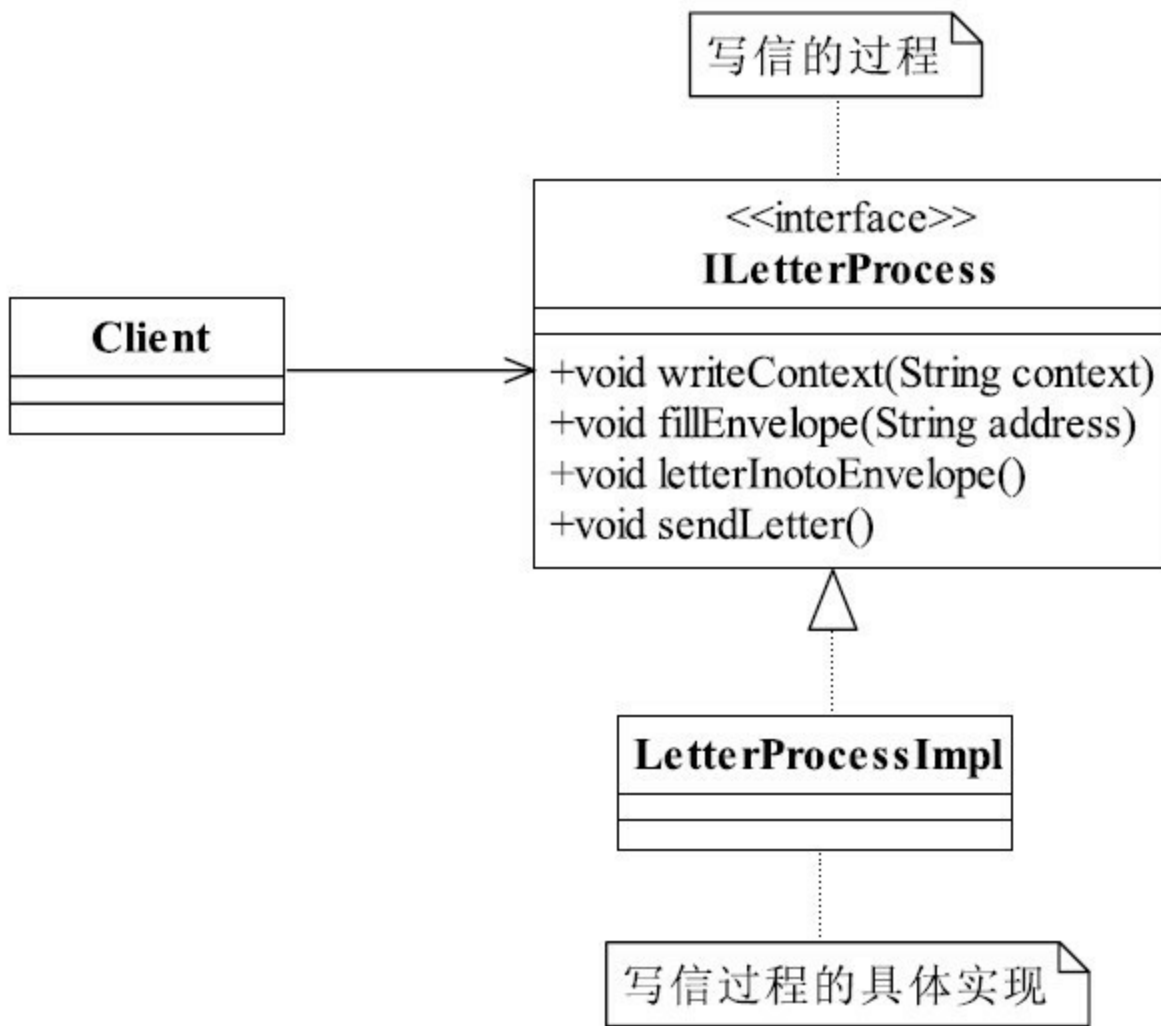 写信的过程
<<interface>>
ILetterProcess
Client
+void writeContext(String context)
+void fillEnvelope(String address)
+void letterInotoEnvelope()
+void sendLetter()
LetterProcessImpl
写信过程的具体实现